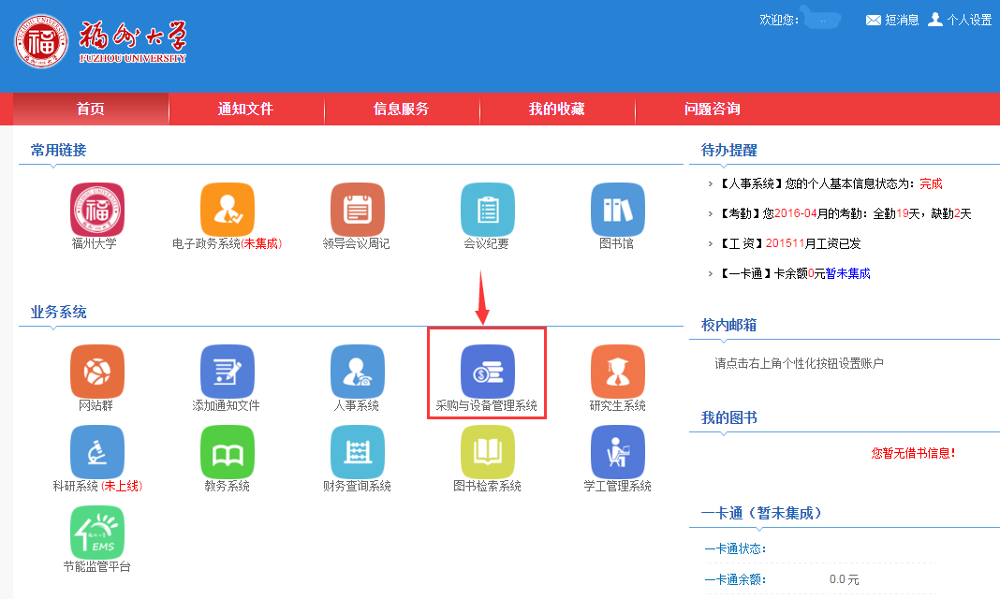 福州大学
FUZHOU UNIVERSITY
欢迎您: 短消息 个人设置
首页 通知文件 信息服务 我的收藏 问题咨询
常用链接
福州大学 电子政务系统(未集成) 领导会议周记 会议纪要 图书馆
业务系统
网站群 添加通知文件 人事系统 采购与设备管理系统 研究生系统
科研系统 (未上线) 教务系统 财务查询系统 图书检索系统 学工管理系统
EMS
节能监管平台
待办提醒
【人事系统】您的个人基本信息状态为：完成
【考勤】您2016-04月的考勤：全勤19天，缺勤2天
【工 资】201511月工资已发
【一卡通】卡余额0元暂未集成
校内邮箱
请点击右上角个性化按钮设置账户
我的图书
您暂无借书信息！
一卡通（暂未集成）
一卡通状态：
一卡通余额： 0.0 元